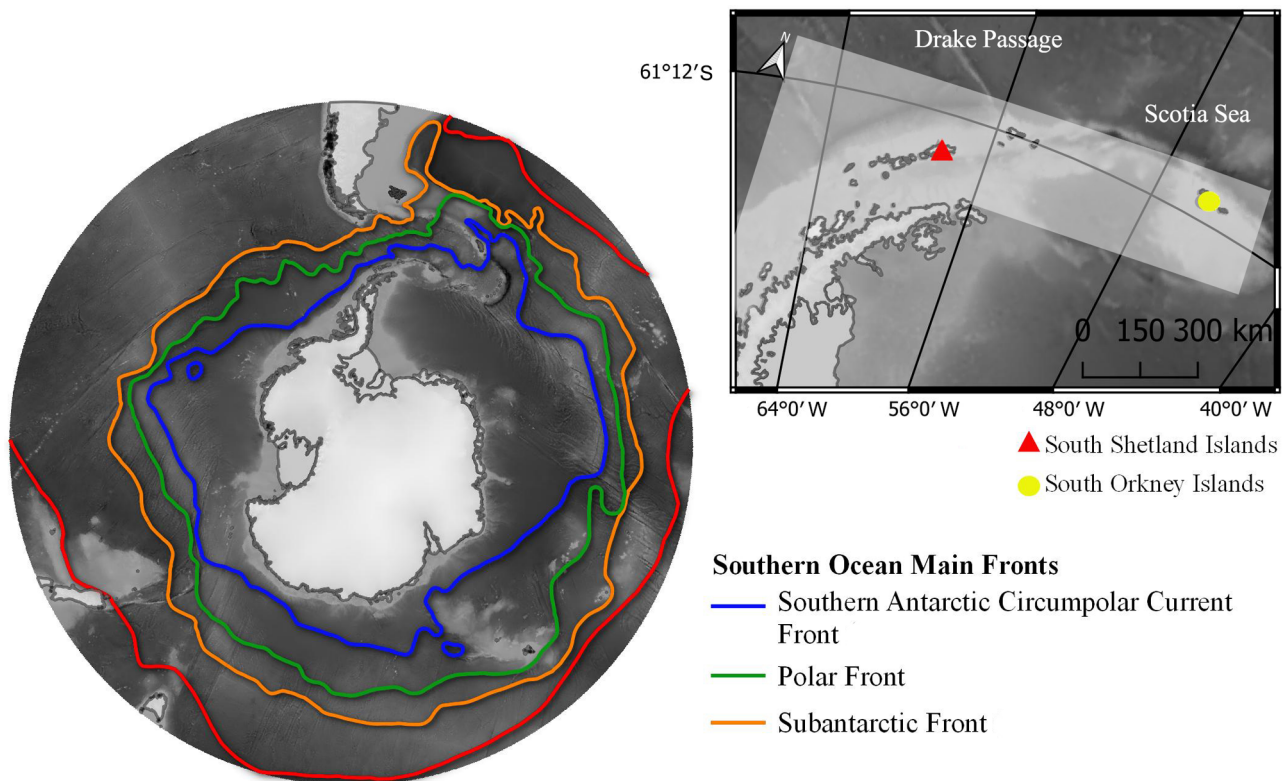 N
Drake Passage
61°12'S
Scotia Sea
0 150 300 km
64°0' W 56°0' W 48°0' W 40°0' W
South Shetland Islands
South Orkney Islands
Southern Ocean Main Fronts
Southern Antarctic Circumpolar Current
Front
Polar Front
Subantarctic Front